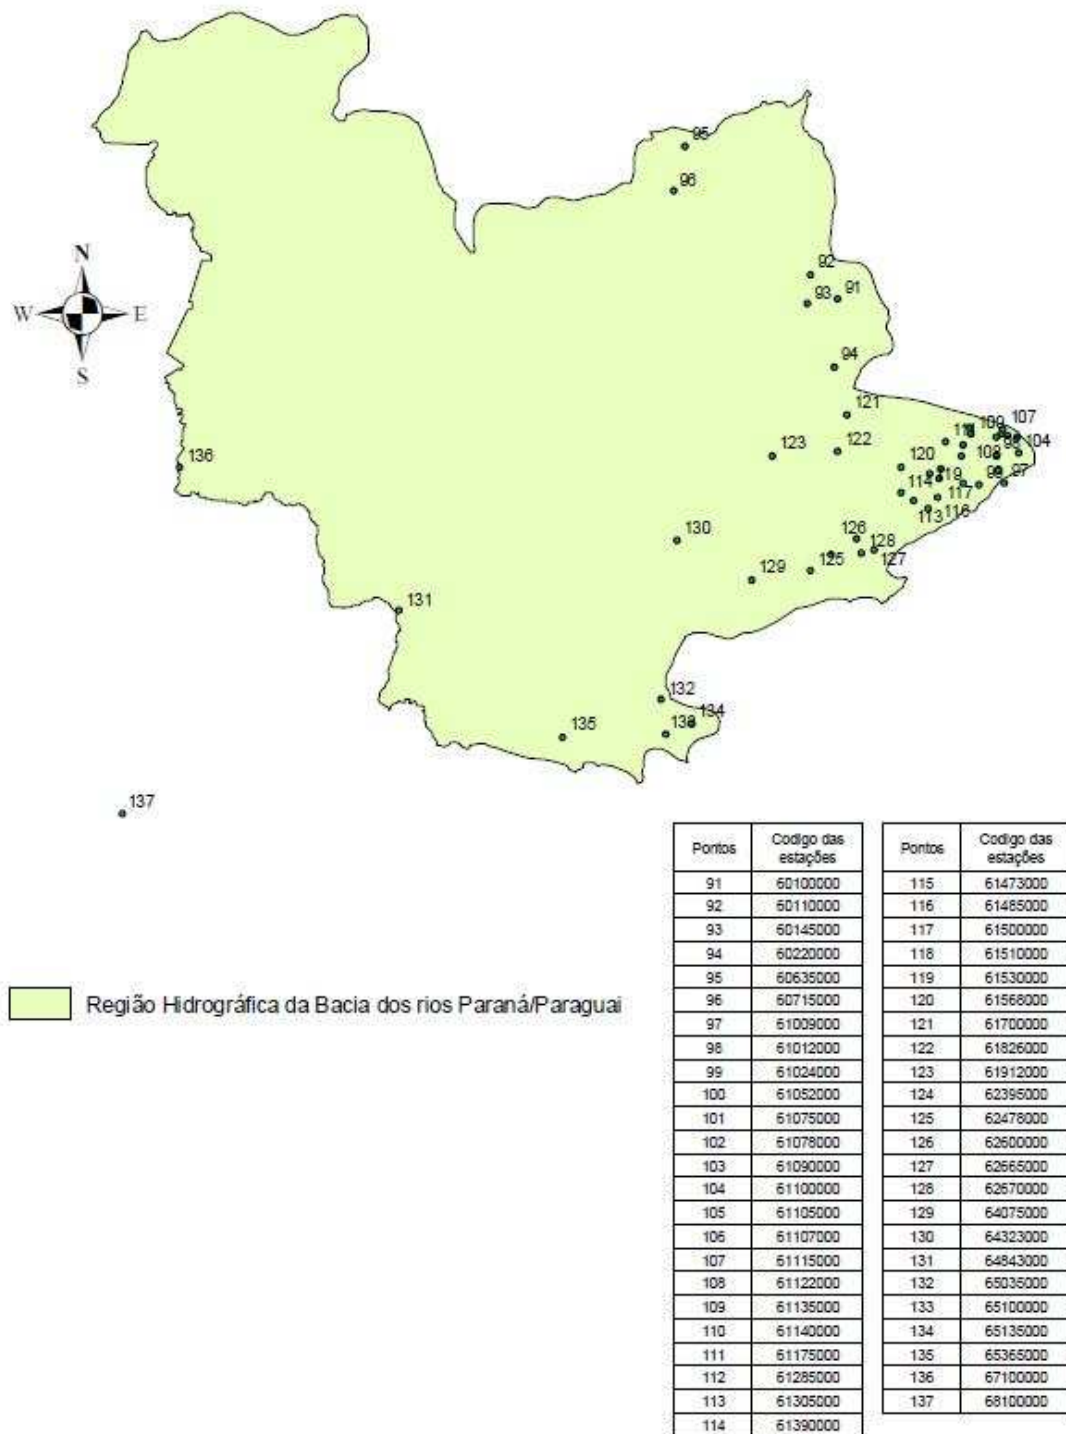 95
96
N
W
E
S
92
91
93
94
121
109
107
104
123
122
120
136
114
97
117
116
113
130
126
128
125
127
129
131
132
134
133
135
137
Pontos Codigo das estações Pontos Codigo das estações
91 60100000 115 61473000
92 60110000 116 61485000
93 60145000 117 61500000
94 60220000 118 61510000
95 60635000 119 61530000
96 60715000 120 61568000
97 61009000 121 61700000
98 61012000 122 61826000
99 61024000 123 61912000
100 61052000 124 62395000
101 61075000 125 62478000
102 61078000 126 62600000
103 61090000 127 62665000
104 61100000 128 62670000
105 61105000 129 64075000
106 61107000 130 64323000
107 61115000 131 64843000
108 61122000 132 65035000
109 61135000 133 65100000
110 61140000 134 65135000
111 61175000 135 65365000
112 61285000 136 67100000
113 61305000 137 68100000
114 61390000
Região Hidrográfica da Bacia dos rios Paraná/Paraguai